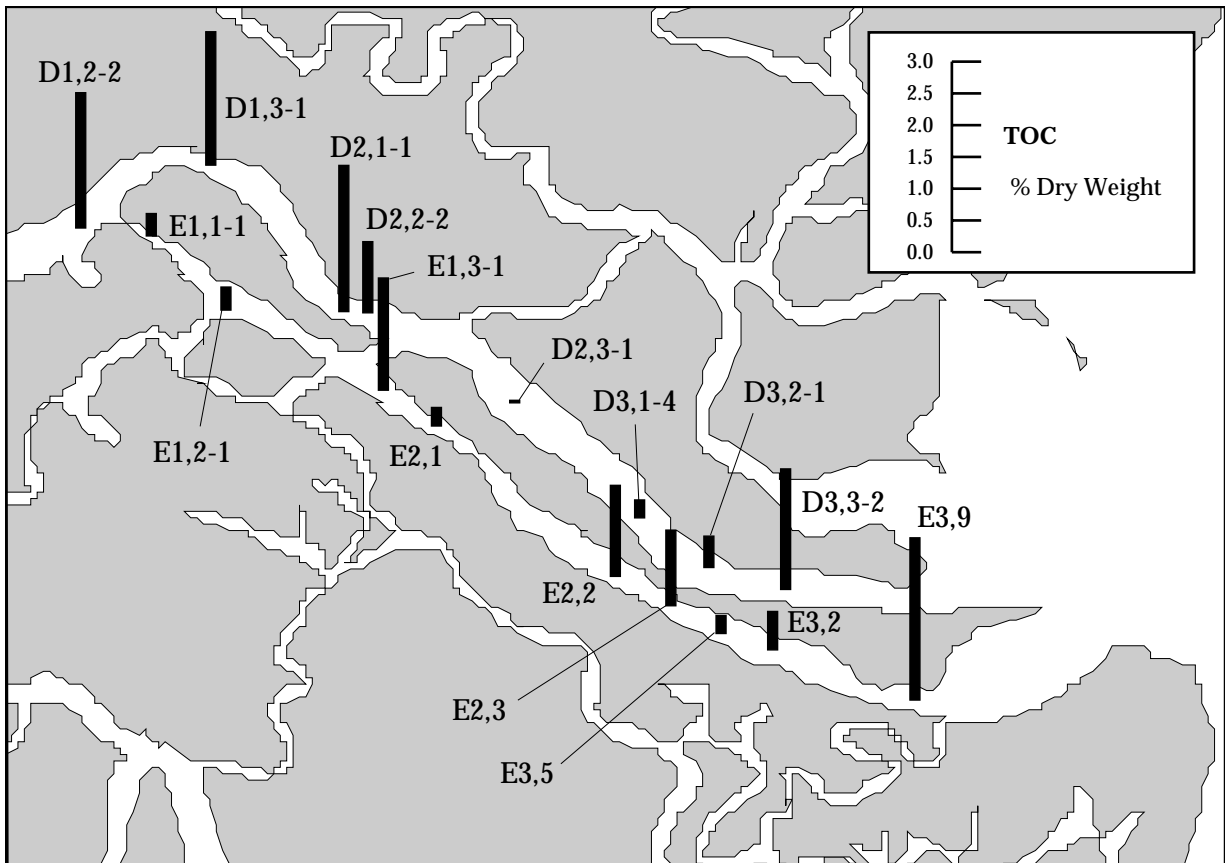 D1,2-2
D1,3-1
D2,1-1
D2,2-2
E1,1-1
E1,3-1
D2,3-1
E1,2-1
E2,1
D3,1-4
D3,2-1
D3,3-2
E3,9
E2,2
E3,2
E2,3
E3,5
3.0
2.5
2.0
1.5
1.0
0.5
0.0
TOC
% Dry Weight